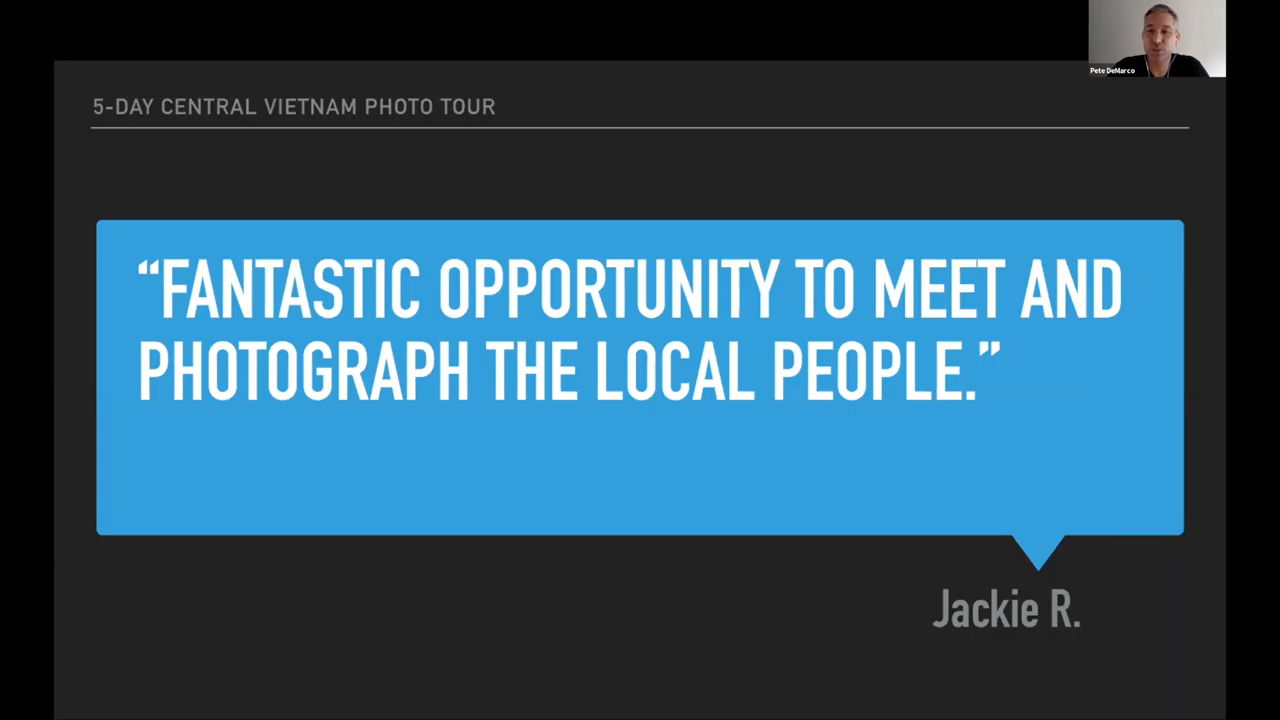 Pete DeMarco
5-DAY CENTRAL VIETNAM PHOTO TOUR
“FANTASTIC OPPORTUNITY TO MEET AND
PHOTOGRAPH THE LOCAL PEOPLE.”
Jackie R.